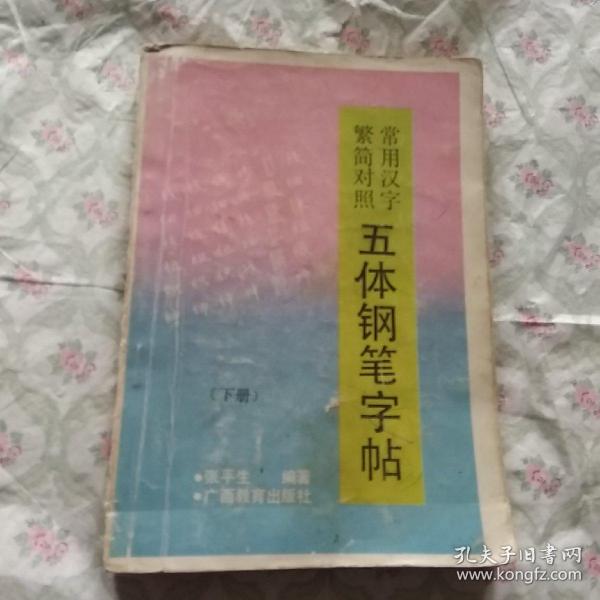 常用汉字
繁简对照
五体钢笔字帖
（下册）
•张平生 编著
•广西教育出版社
孔夫子旧书网
www.kongfz.com